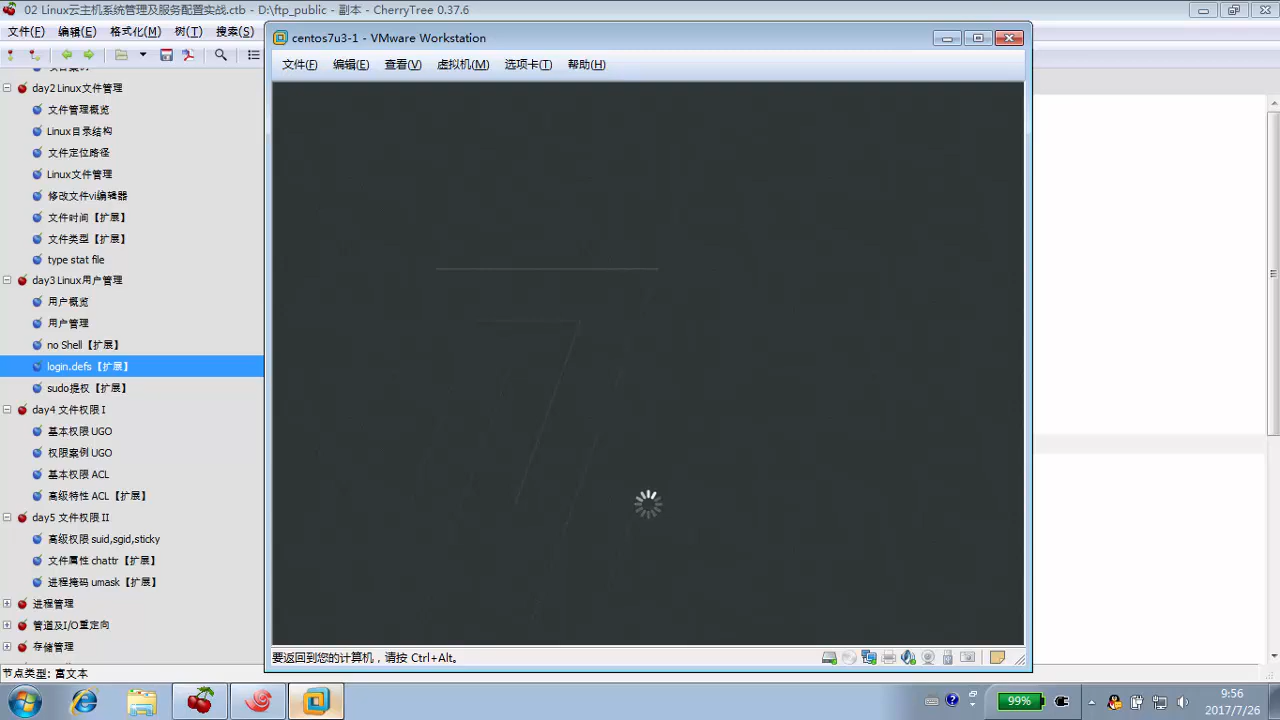 02 Linux云主机系统管理及服务配置实战.ctb - D:\ftp_public - 副本 - CherryTree 0.37.6
文件(F) 编辑(E) 格式化(M) 树(T) 搜索(S)
day2 Linux文件管理
文件管理概览
Linux目录结构
文件定位路径
Linux文件管理
修改文件vi编辑器
文件时间【扩展】
文件类型【扩展】
type stat file
day3 Linux用户管理
用户概览
用户管理
no Shell【扩展】
login.defs【扩展】
sudo提权【扩展】
day4 文件权限 I
基本权限 UGO
权限案例 UGO
基本权限 ACL
高级特性 ACL【扩展】
day5 文件权限 II
高级权限 suid,sgid,sticky
文件属性 chattr【扩展】
进程掩码 umask【扩展】
进程管理
管道及I/O重定向
存储管理
节点类型: 富文本
centos7u3-1 - VMware Workstation
文件(F) 编辑(E) 查看(V) 虚拟机(M) 选项卡(T) 帮助(H)
要返回到您的计算机，请按 Ctrl+Alt。
99%
9:56
2017/7/26